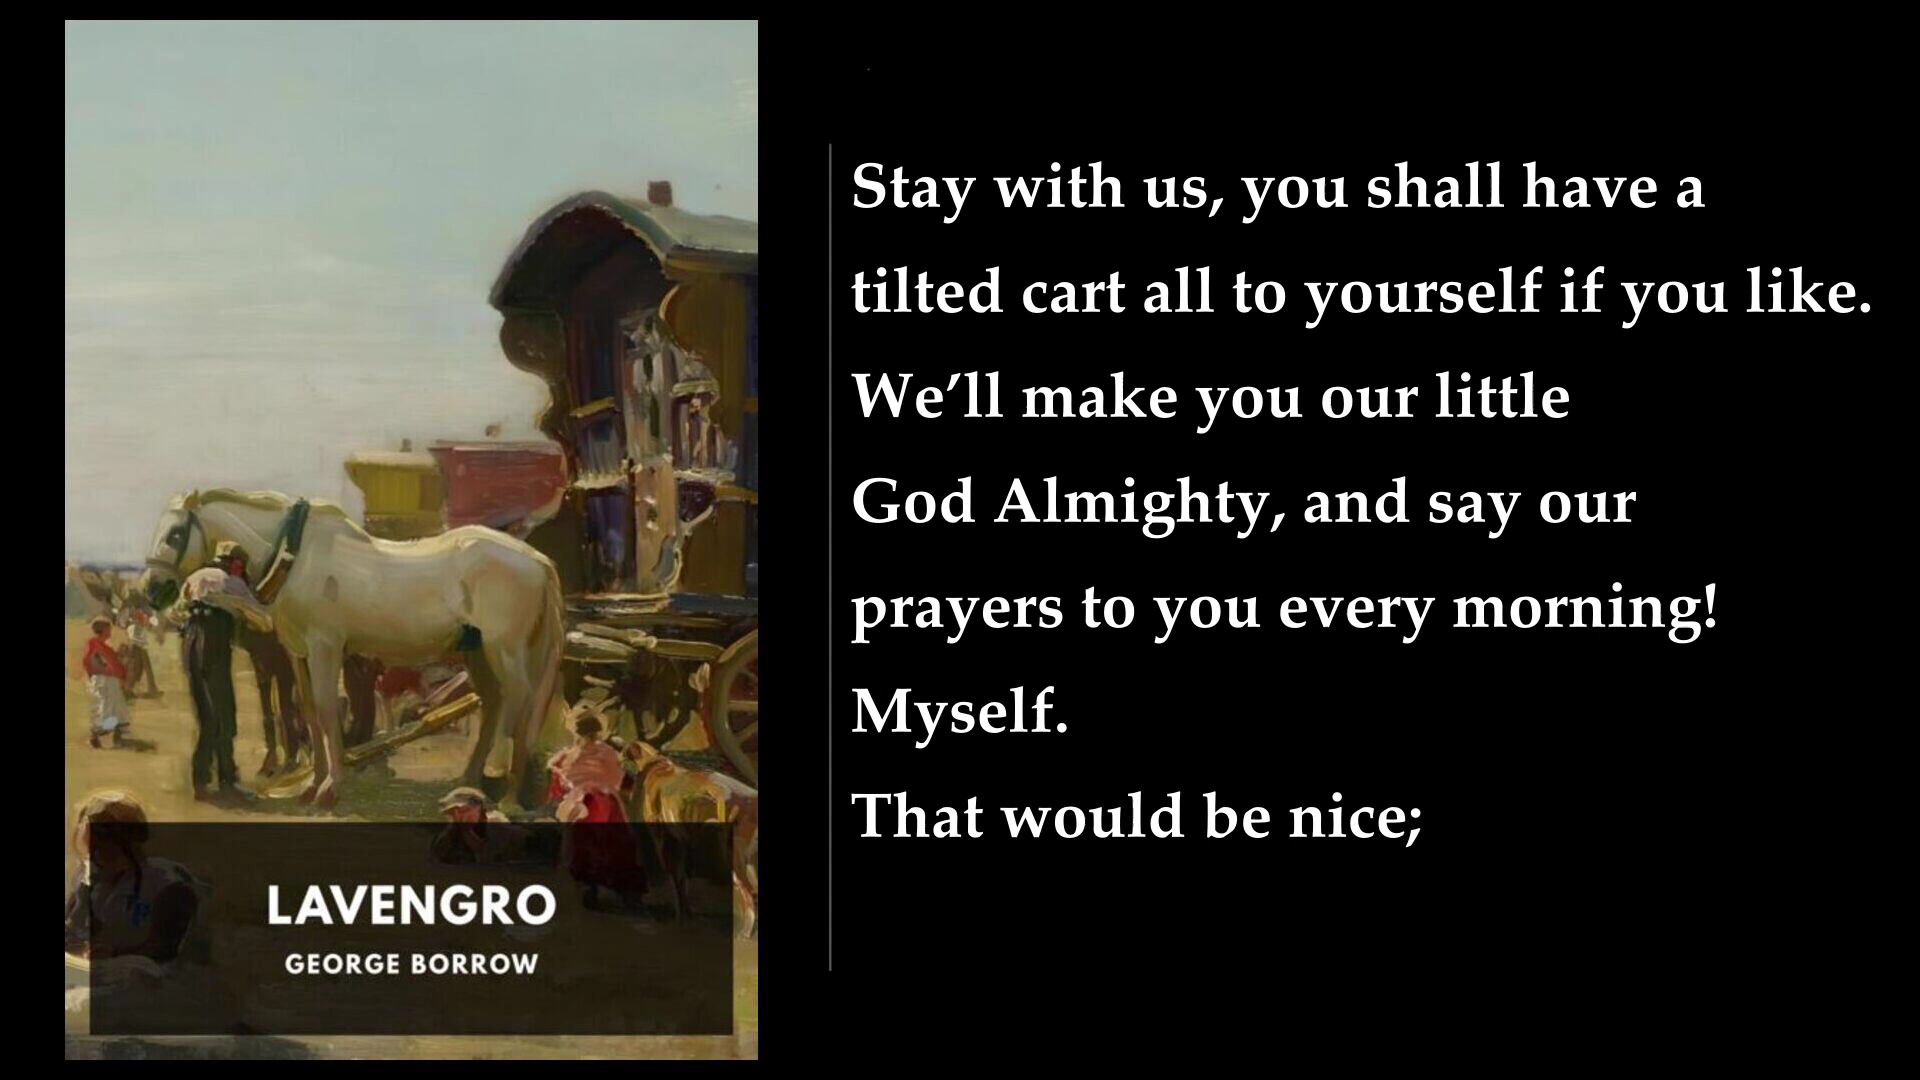 LAVENGRO
GEORGE BORROW
Stay with us, you shall have a
tilted cart all to yourself if you like.
We’ll make you our little
God Almighty, and say our
prayers to you every morning!
Myself.
That would be nice;